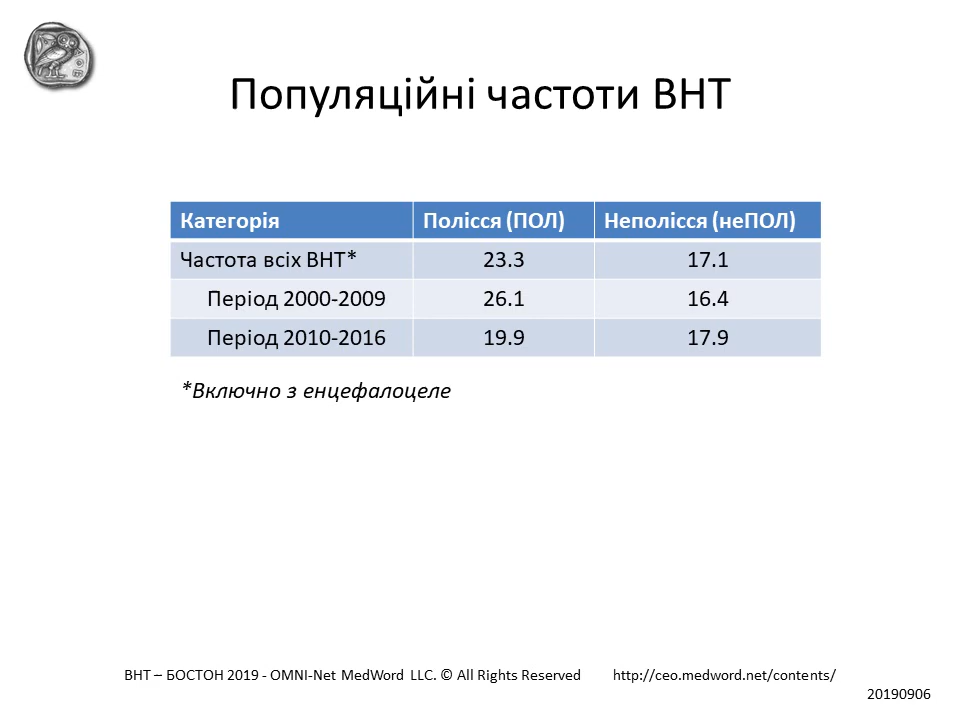 Популяційні частоти ВНТ
Категорія Полісся (ПОЛ) Неполісся (неПОЛ)
Частота всіх ВНТ* 23.3 17.1
Період 2000-2009 26.1 16.4
Період 2010-2016 19.9 17.9
*Включно з енцефалоцеле
ВНТ – БОСТОН 2019 - OMNI-Net MedWord LLC. © All Rights Reserved http://ceo.medword.net/contents/
20190906